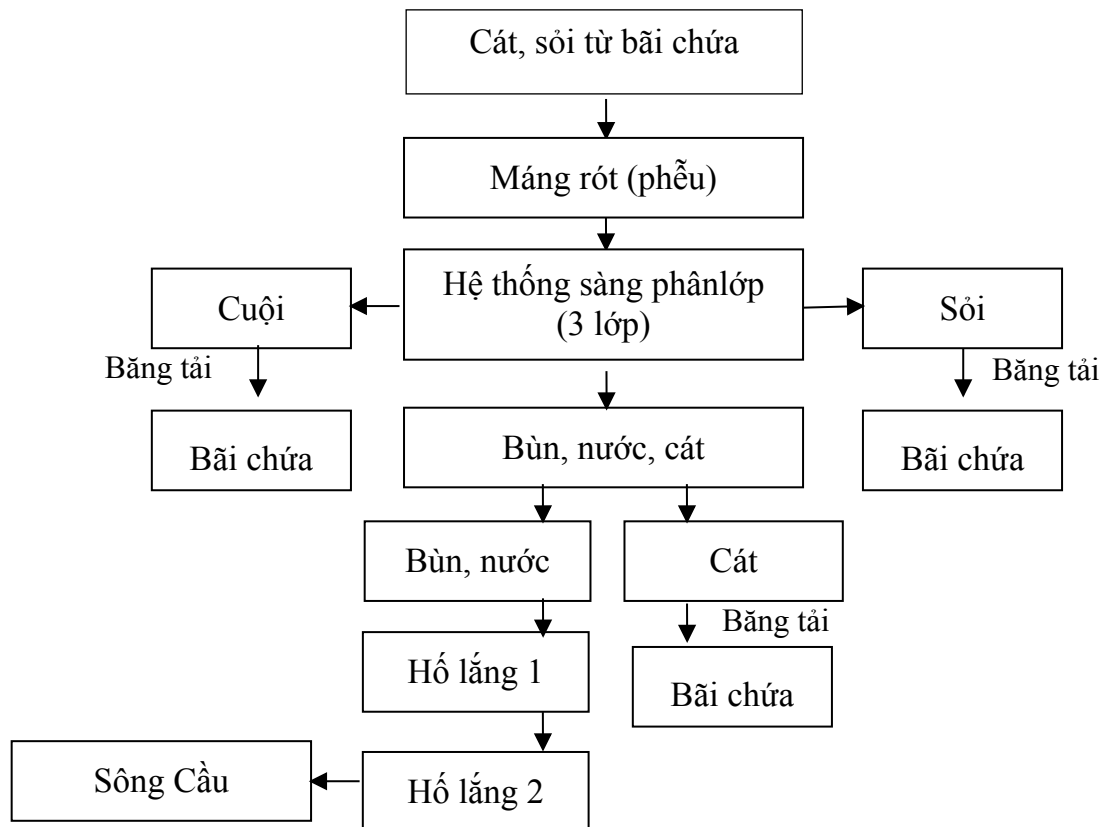 Cát, sỏi từ bãi chứa
Máng rót (phễu)
Hệ thống sàng phânlớp
(3 lớp)
Cuội
Sỏi
Băng tải
Băng tải
Bãi chứa
Bùn, nước, cát
Bãi chứa
Bùn, nước
Cát
Băng tải
Hố lắng 1
Bãi chứa
Sông Cầu
Hố lắng 2